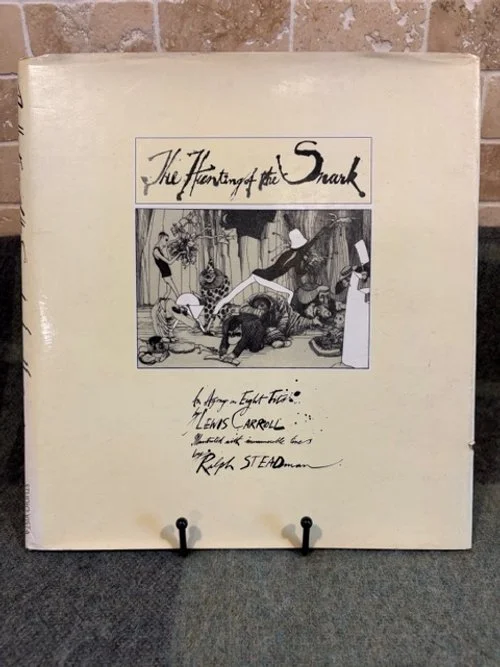 The Hunting of the Snark
An Agony in Eight Fits
by LEWIS CARROLL
Illustrated with innumerable lines
by Ralph STEADman